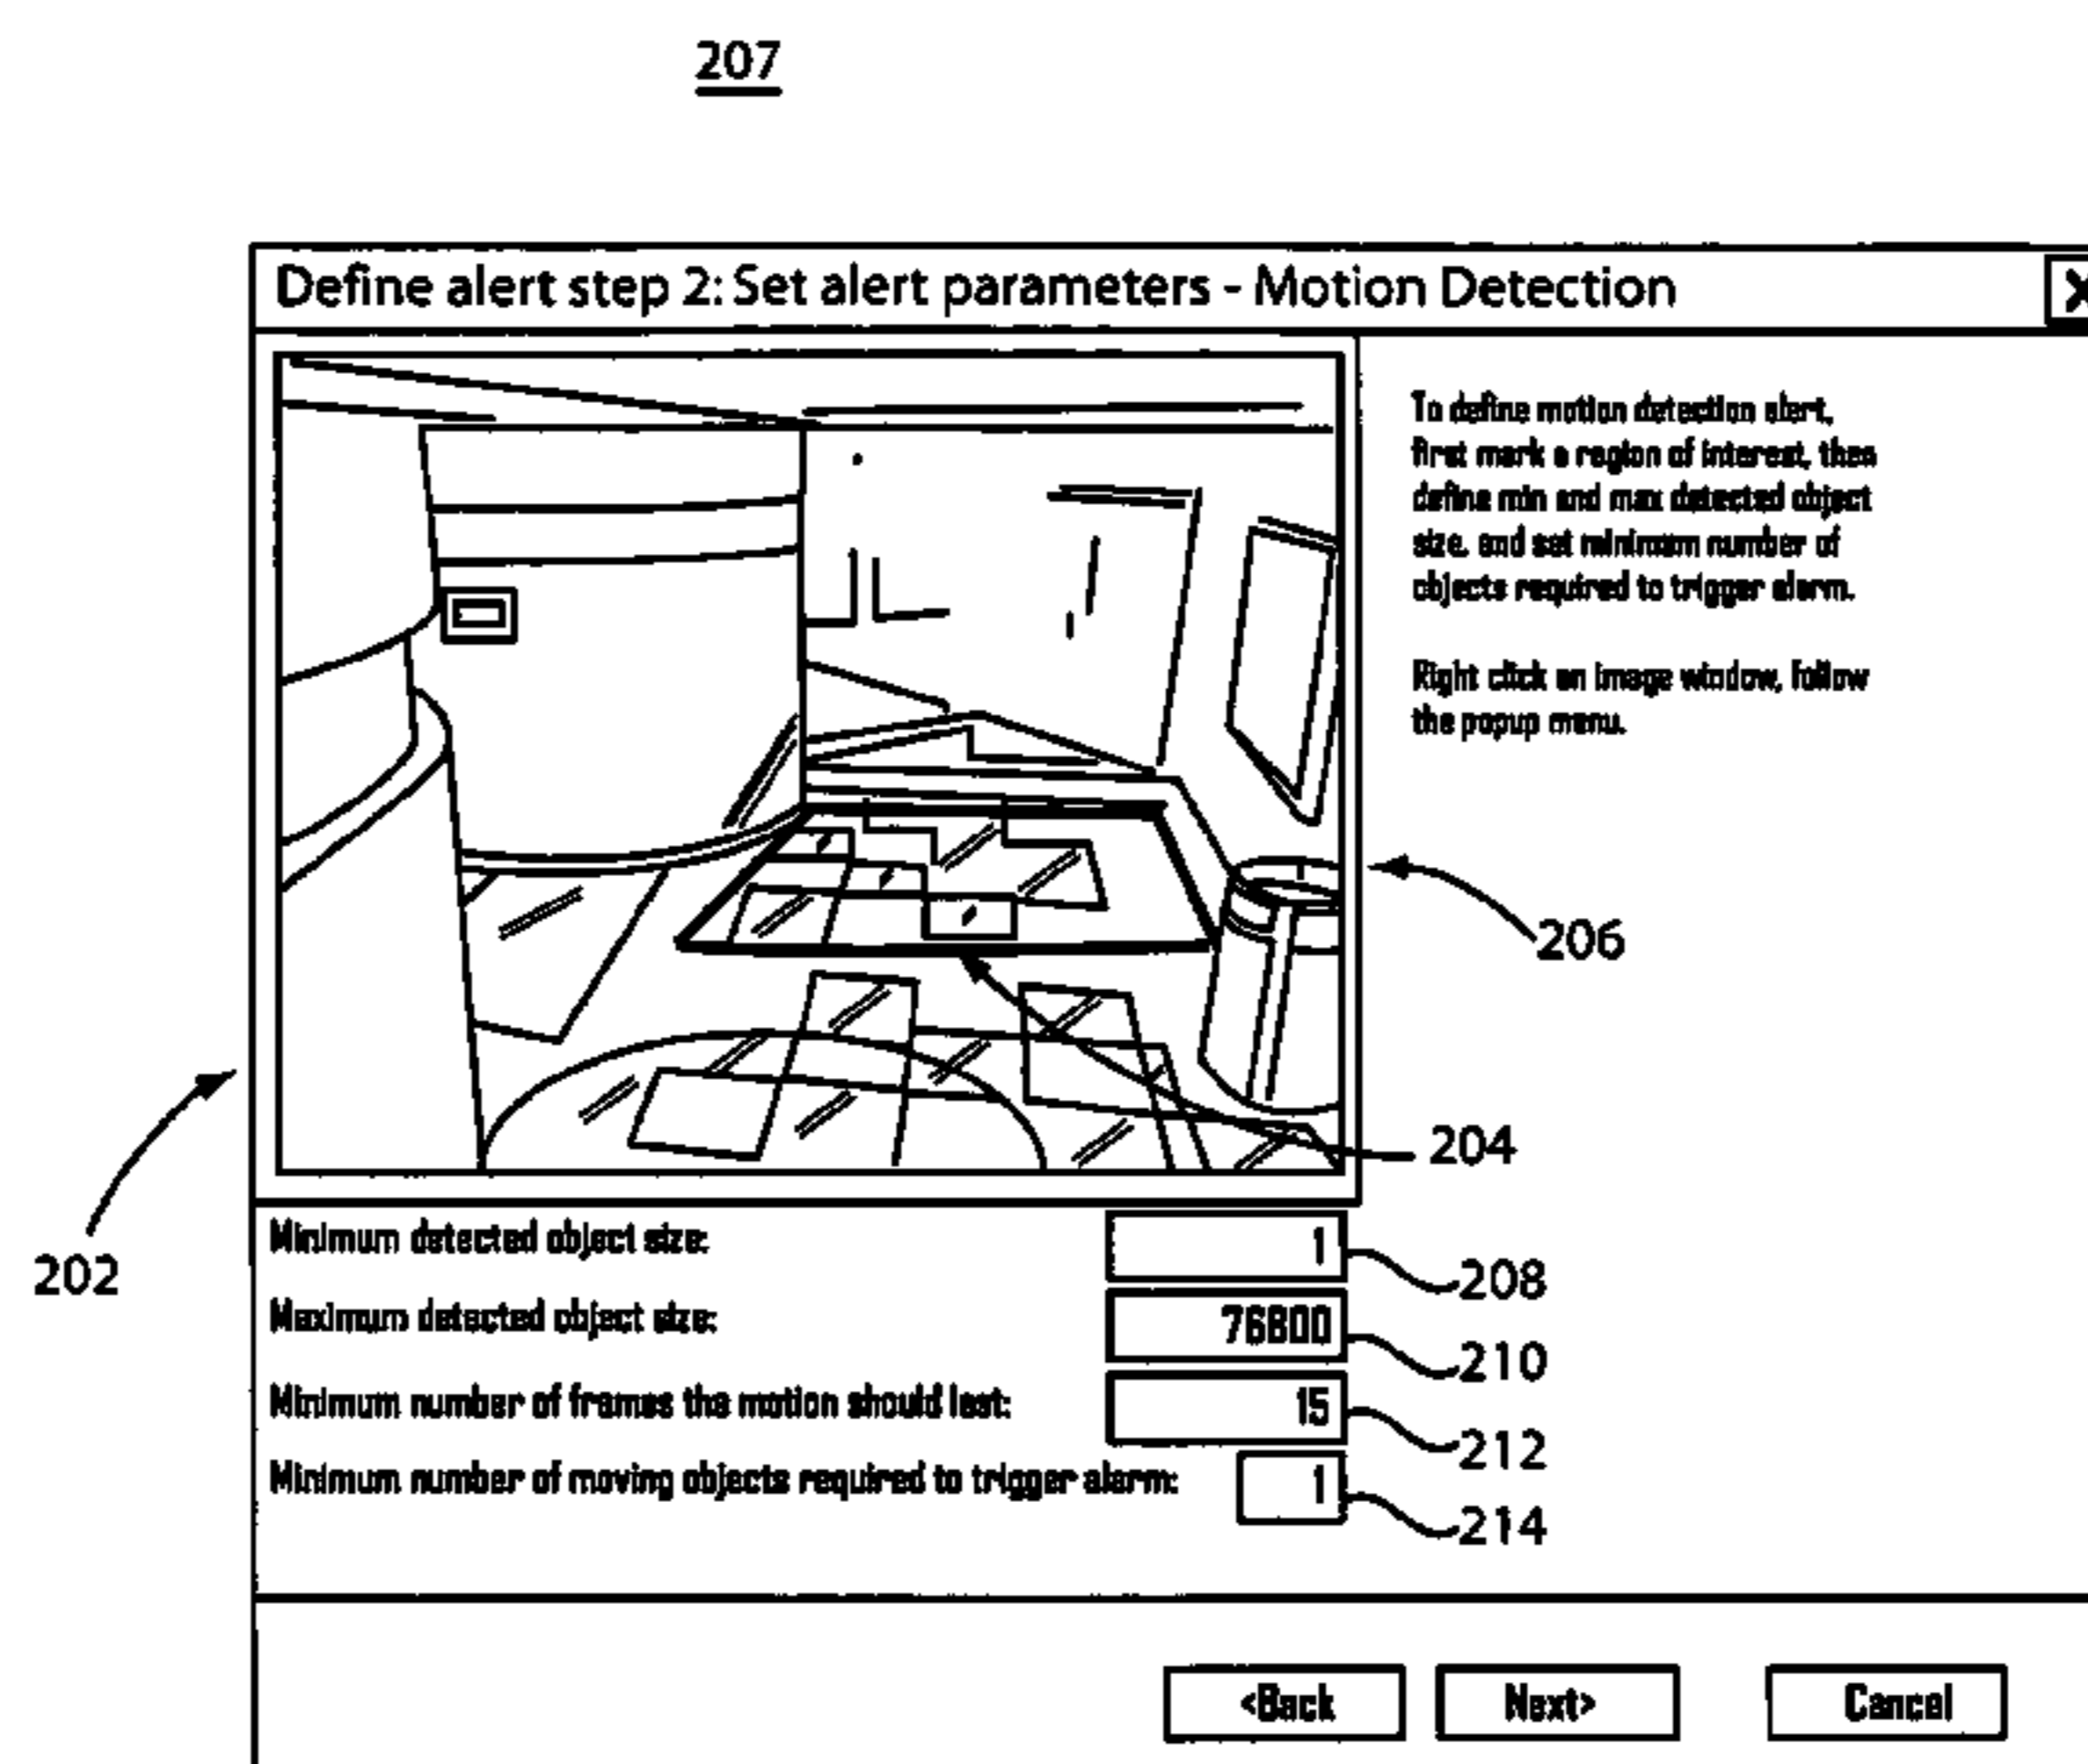 207
Define alert step 2: Set alert parameters - Motion Detection
X
To define motion detection alert,
first mark a region of interest, then
define min and max detected object
size. and set minimum number of
objects required to trigger alarm.
Right click on image window, follow
the popup menu.
206
204
202
Minimum detected object size:
1
208
Maximum detected object size:
76800
210
Minimum number of frames the motion should last:
15
212
Minimum number of moving objects required to trigger alarm:
1
214
<Back
Next>
Cancel